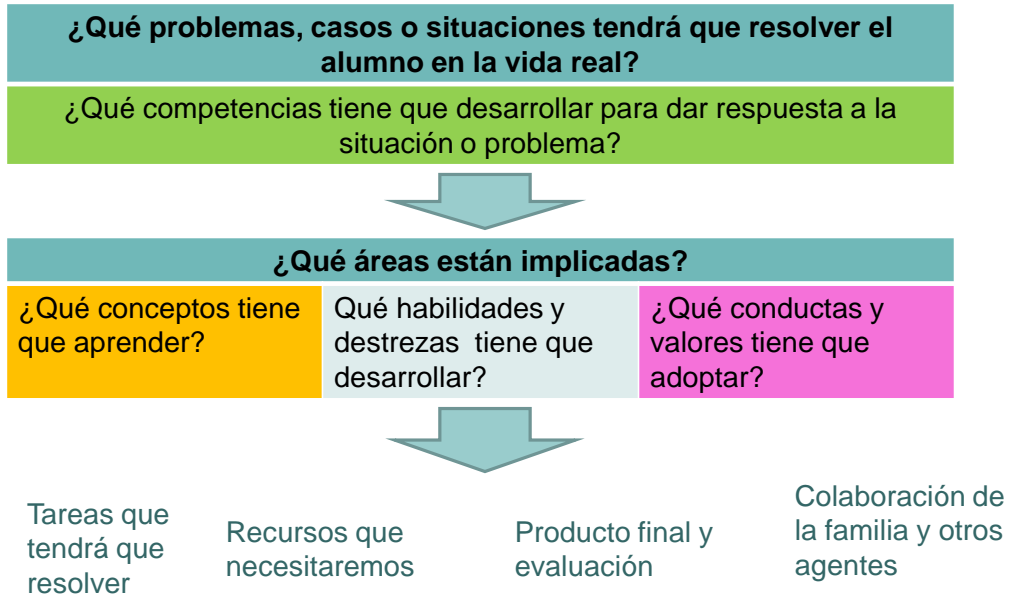 ¿Qué problemas, casos o situaciones tendrá que resolver el
alumno en la vida real?
¿Qué competencias tiene que desarrollar para dar respuesta a la
situación o problema?
¿Qué áreas están implicadas?
¿Qué conceptos tiene
que aprender?
Qué habilidades y
destrezas tiene que
desarrollar?
¿Qué conductas y
valores tiene que
adoptar?
Tareas que
tendrá que
resolver
Recursos que
necesitaremos
Producto final y
evaluación
Colaboración de
la familia y otros
agentes